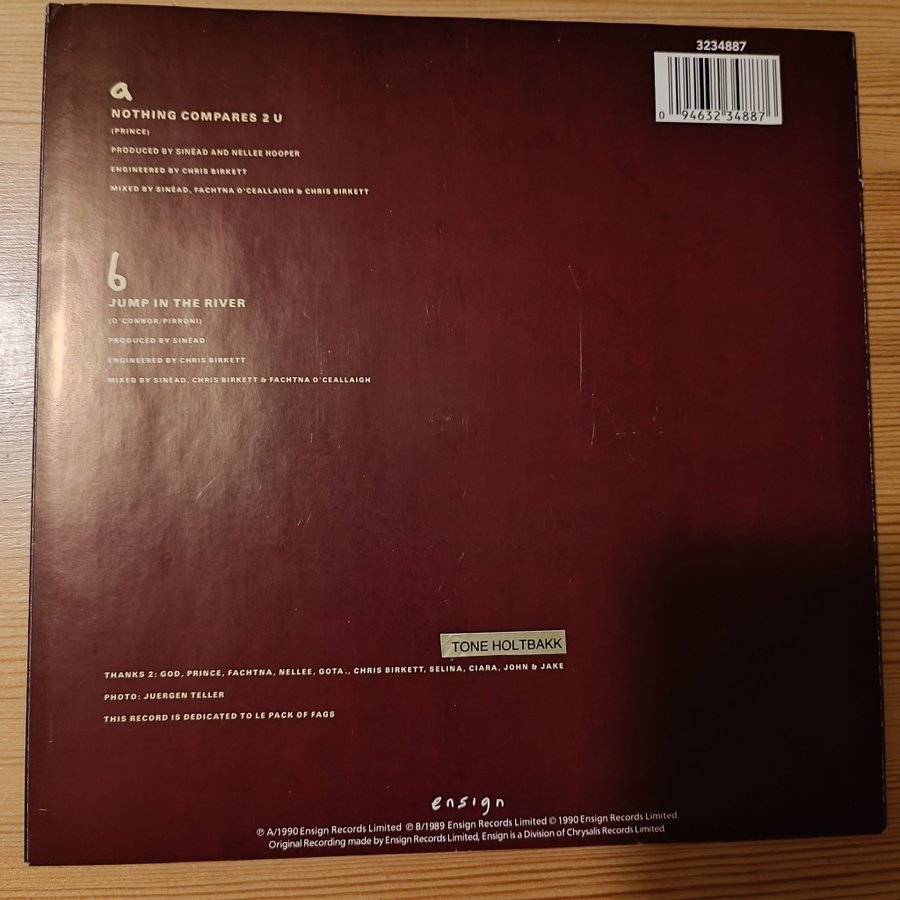 3234887
0 94632 34887
a
NOTHING COMPARES 2 U
(PRINCE)
PRODUCED BY SINÉAD AND NELLEE HOOPER
ENGINEERED BY CHRIS BIRKETT
MIXED BY SINÉAD, FACHTNA O'CEALLAIGH & CHRIS BIRKETT
b
JUMP IN THE RIVER
(O'CONNOR/PIRRONI)
PRODUCED BY SINÉAD
ENGINEERED BY CHRIS BIRKETT
MIXED BY SINÉAD, CHRIS BIRKETT & FACHTNA O'CEALLAIGH
TONE HOLTBAKK
THANKS 2: GOD, PRINCE, FACHTNA, NELLEE, GOTA., CHRIS BIRKETT, SELINA, CIARA, JOHN & JAKE
PHOTO: JUERGEN TELLER
THIS RECORD IS DEDICATED TO LE PACK OF FAGS
ensign
℗ A/1990 Ensign Records Limited ℗ B/1989 Ensign Records Limited © 1990 Ensign Records Limited
Original Recording made by Ensign Records Limited, Ensign is a Division of Chrysalis Records Limited